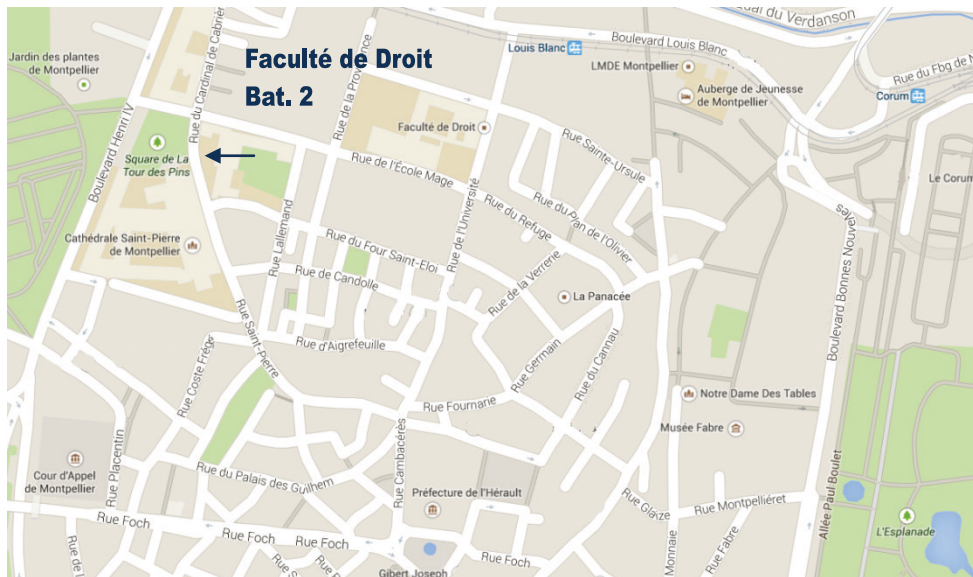 Quai du Verdanson
Boulevard Louis Blanc
Rue du Cardinal de Cabriè
Faculté de Droit
Bat. 2
Rue de la Providence
Louis Blanc
Jardin des plantes
de Montpellier
LMDE Montpellier
Rue du Fbg de N
Auberge de Jeunesse
de Montpellier
Corum
Boulevard Henri IV
Faculté de Droit
Rue Sainte-Ursule
Square de La
Tour des Pins
Rue de l'École Mage
Le Corum
Rue du Refuge
Rue du Plan de l'Olivier
Rue de l'Université
Rue Lallemand
Cathédrale Saint-Pierre
de Montpellier
Rue du Four Saint-Eloi
Rue de la Verrerie
Boulevard Bonnes Nouvelles
Rue de Candolle
La Panacée
Rue Saint-Pierre
Rue d'Aigrefeuille
Rue Germain
Rue du Cannau
Rue Coste Frège
Rue Fournarie
Notre Dame Des Tables
Musée Fabre
Rue Cambacérès
Rue Placentin
Cour d'Appel
de Montpellier
Rue du Palais des Guilhem
Préfecture de l'Hérault
Allée Paul Boulet
Rue Glaize
Rue Montpelliéret
Rue Foch
Rue Foch
Rue Foch
Rue Foch
L'Esplanade
Monnaie
Rue Fabre
Gibert Joseph